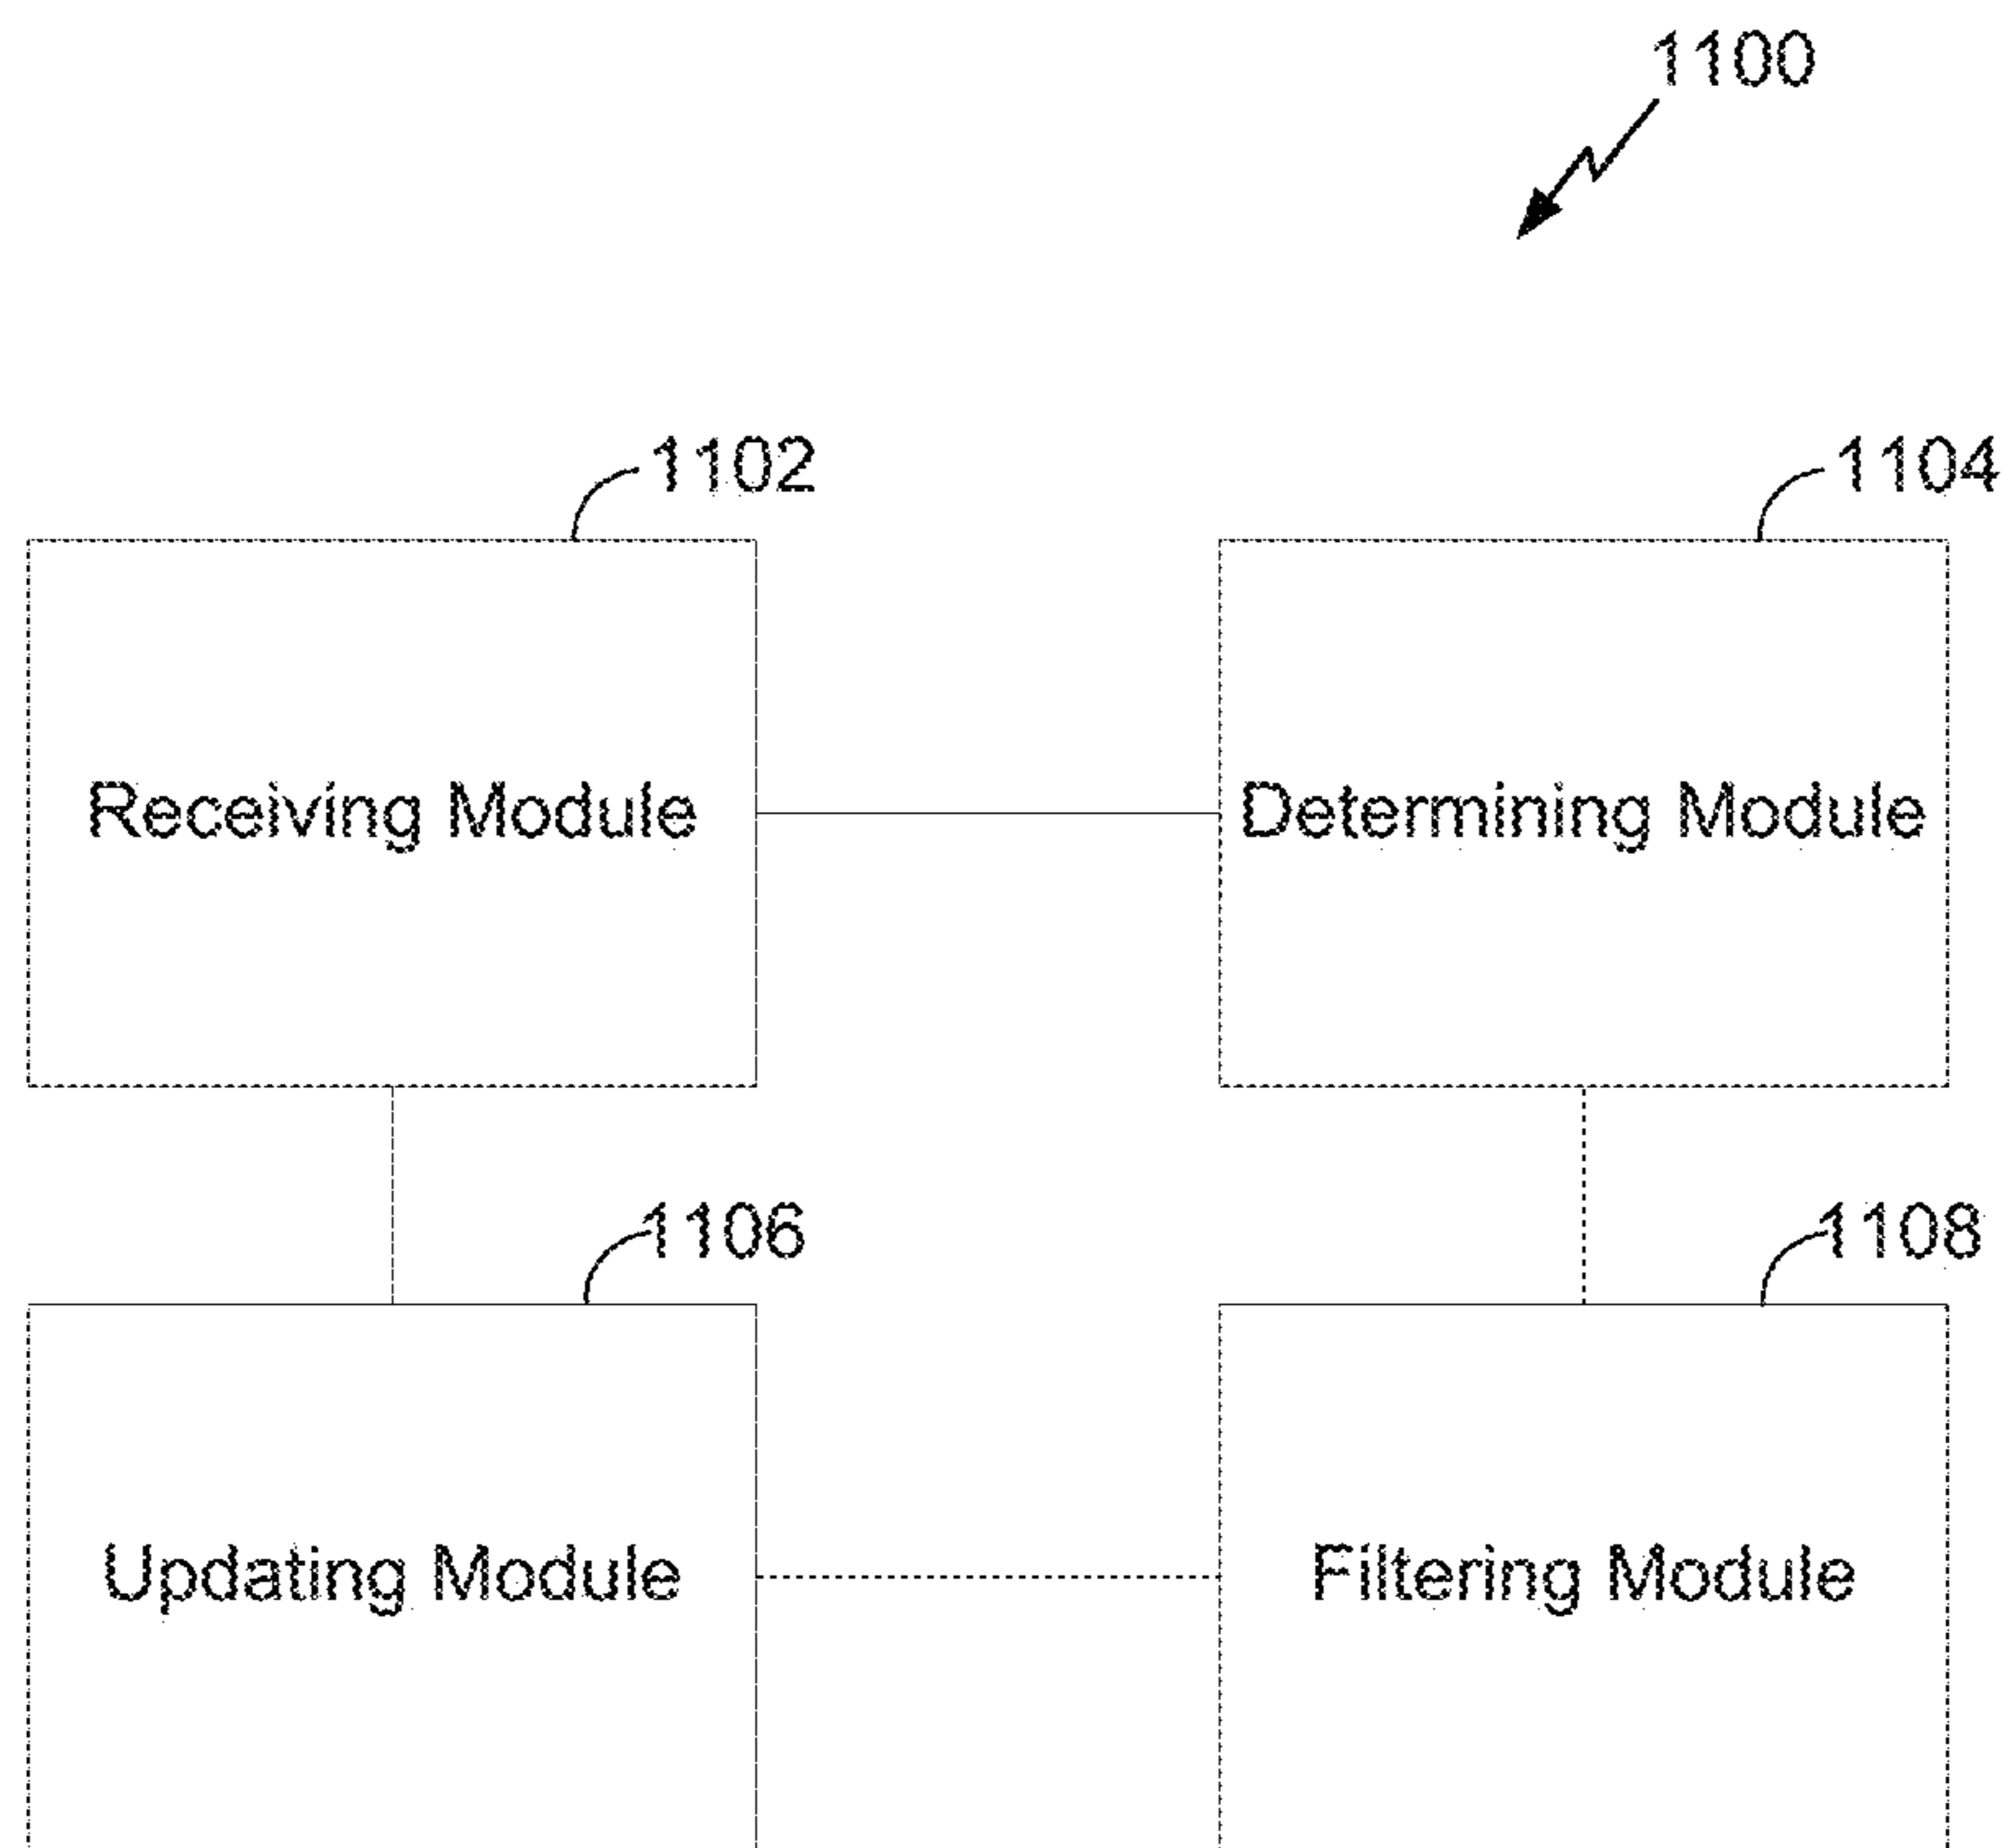 1100
1102
1104
Receiving Module
Determining Module
1106
1108
Updating Module
Filtering Module